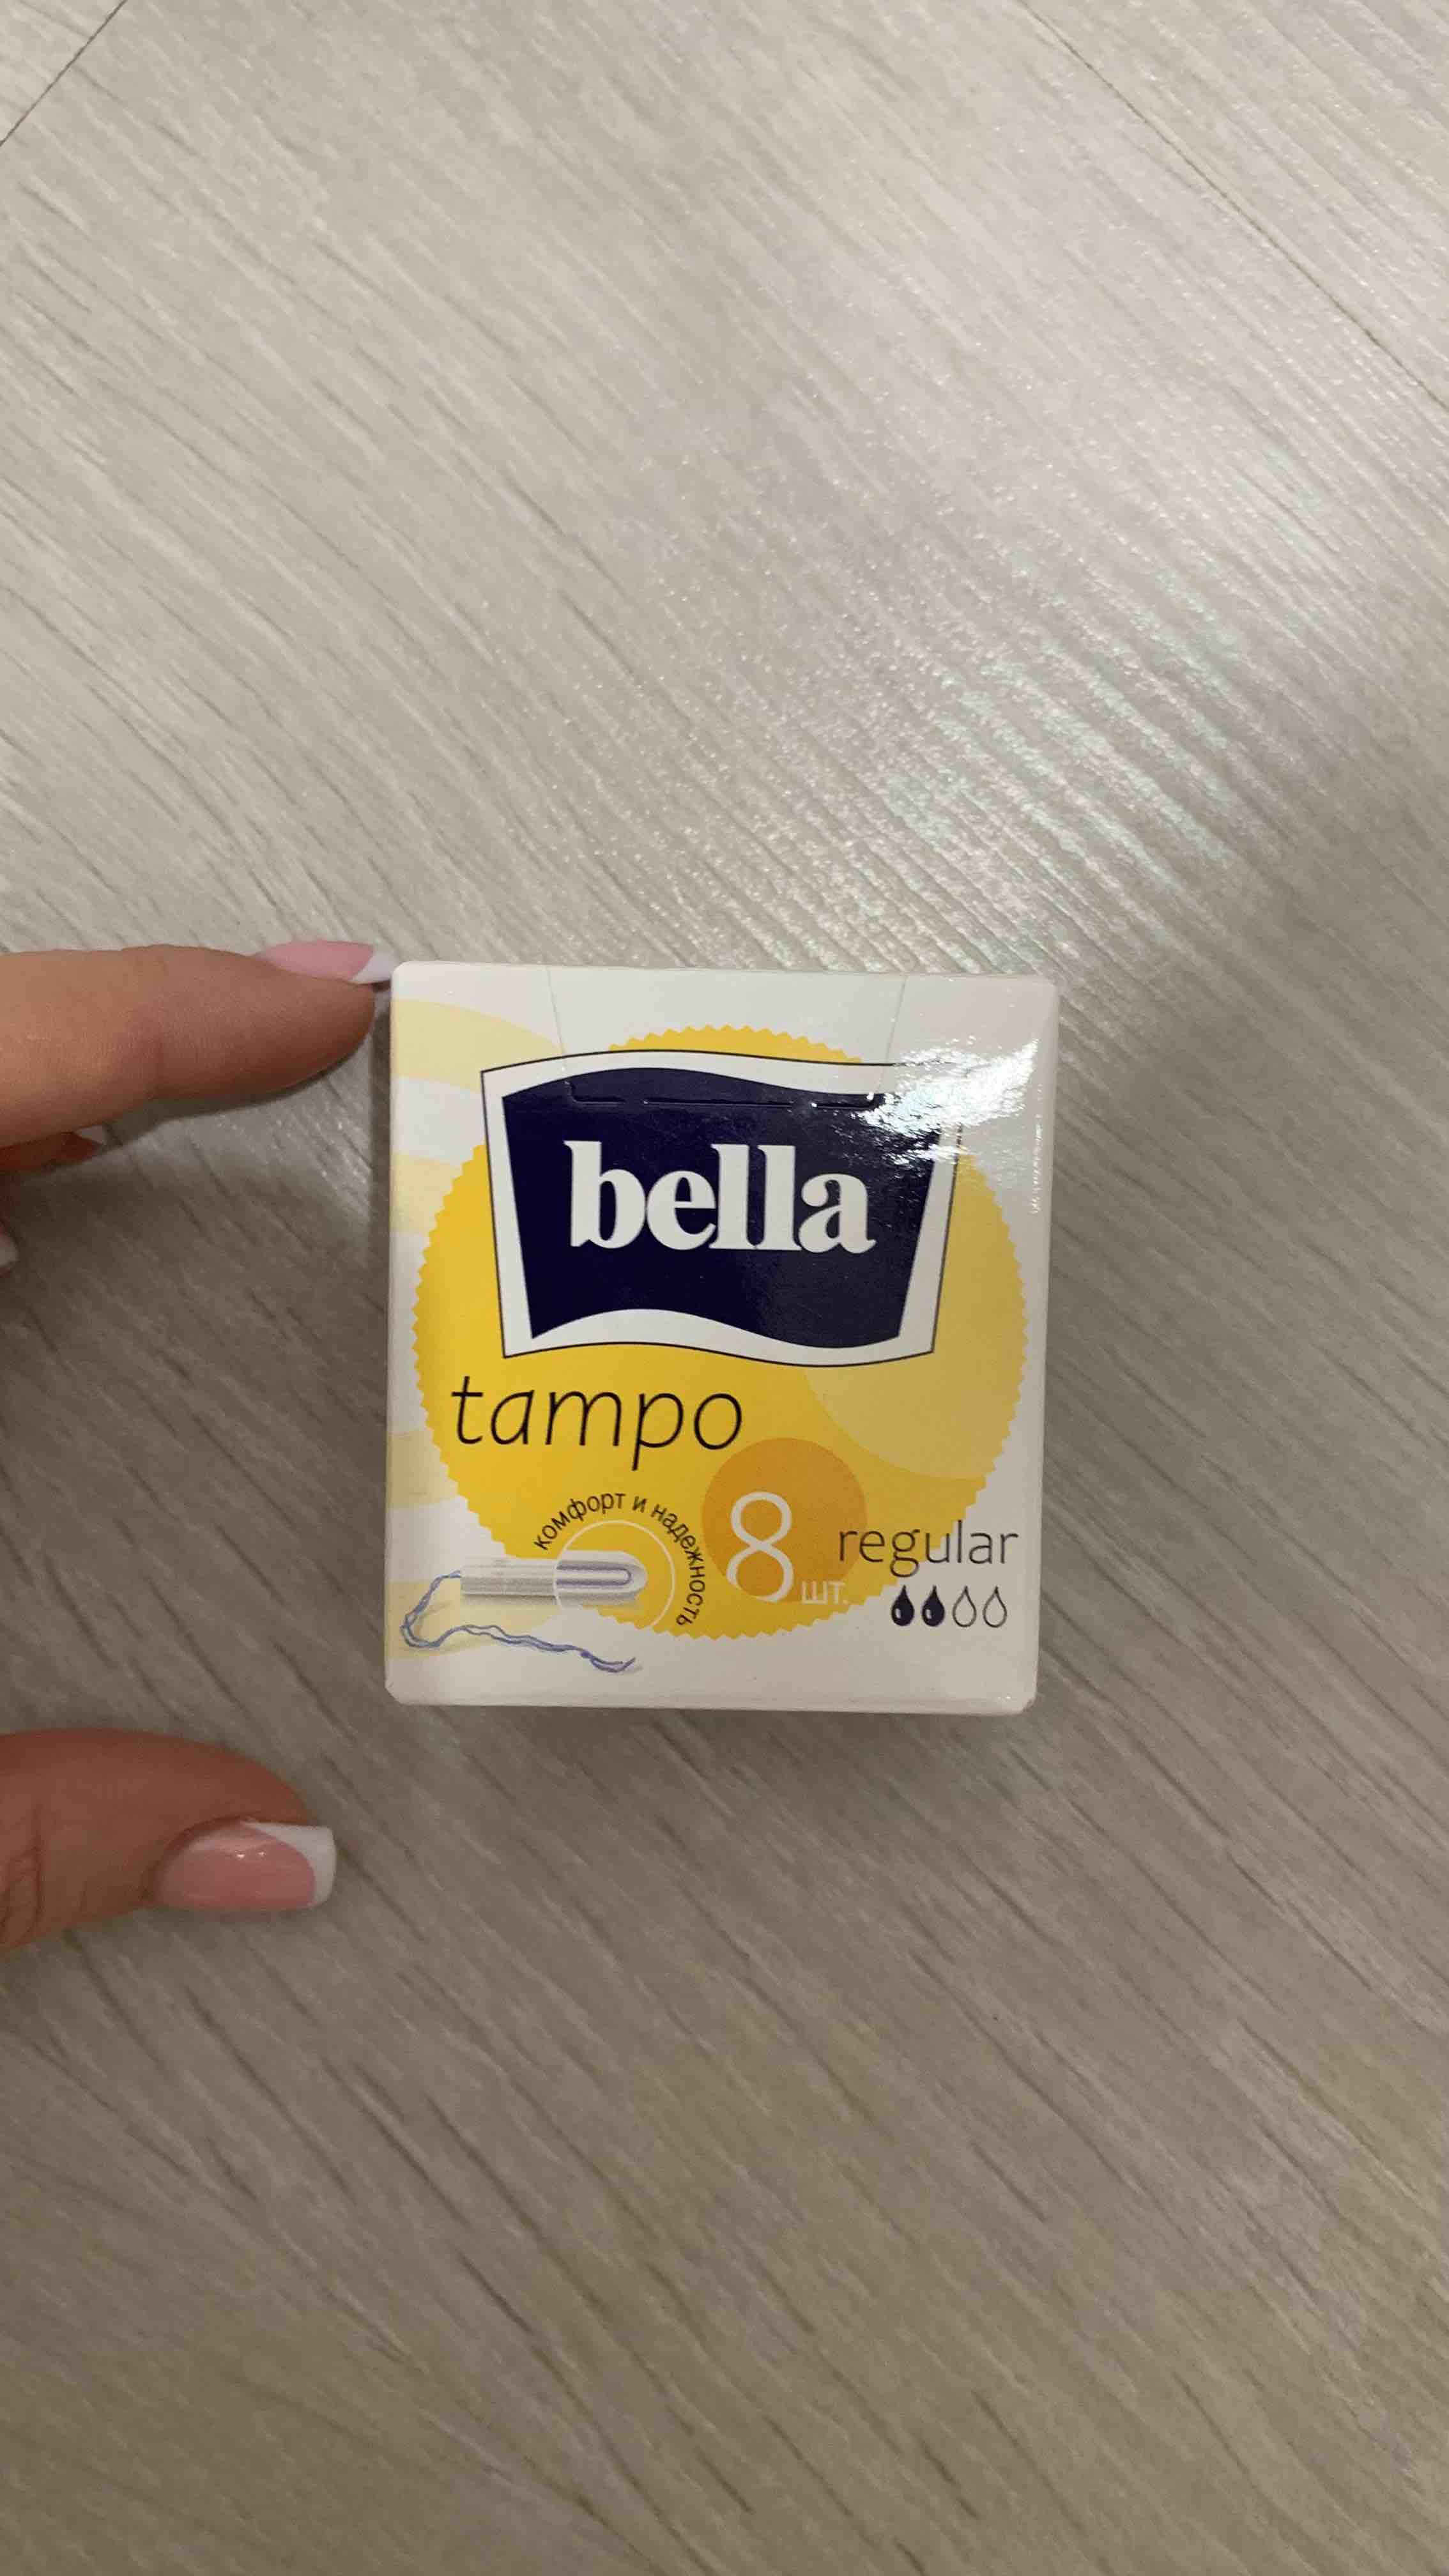 bella
tampo
комфорт и надежность
8 шт.
regular